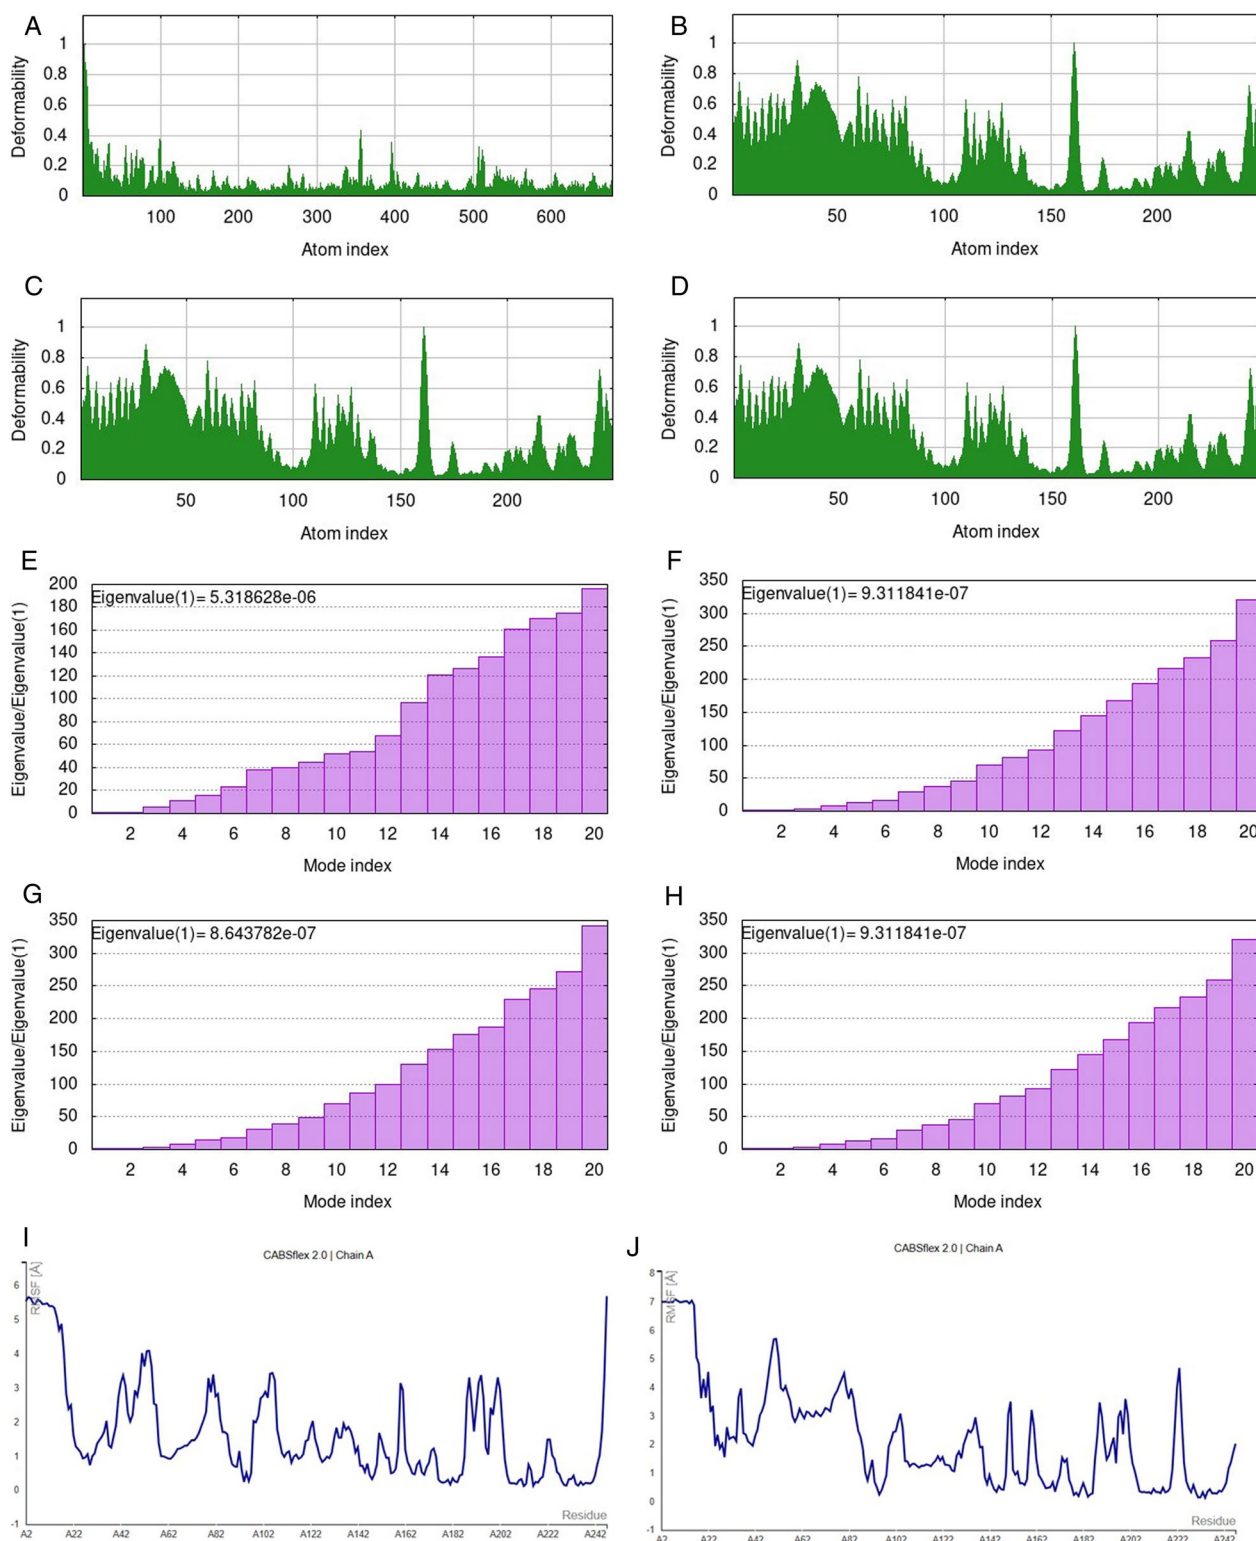 A
B
Deformability
1
0.8
0.6
0.4
0.2
0
100 200 300 400 500 600
Atom index
Deformability
1
0.8
0.6
0.4
0.2
0
50 100 150 200
Atom index
C
D
Deformability
1
0.8
0.6
0.4
0.2
0
50 100 150 200
Atom index
Deformability
1
0.8
0.6
0.4
0.2
0
50 100 150 200
Atom index
E
F
Eigenvalue/Eigenvalue(1)
Eigenvalue(1)= 5.318628e-06
200
180
160
140
120
100
80
60
40
20
0
2 4 6 8 10 12 14 16 18 20
Mode index
Eigenvalue/Eigenvalue(1)
Eigenvalue(1)= 9.311841e-07
350
300
250
200
150
100
50
0
2 4 6 8 10 12 14 16 18 20
Mode index
G
H
Eigenvalue/Eigenvalue(1)
Eigenvalue(1)= 8.643782e-07
350
300
250
200
150
100
50
0
2 4 6 8 10 12 14 16 18 20
Mode index
Eigenvalue/Eigenvalue(1)
Eigenvalue(1)= 9.311841e-07
350
300
250
200
150
100
50
0
2 4 6 8 10 12 14 16 18 20
Mode index
I
J
CABSflex 2.0 | Chain A
RMSF [Å]
6
5
4
3
2
1
0
-1
Residue
A2 A22 A42 A62 A82 A102 A122 A142 A162 A182 A202 A222 A242
CABSflex 2.0 | Chain A
RMSF [Å]
8
7
6
5
4
3
2
1
0
-1
Residue
A2 A22 A42 A62 A82 A102 A122 A142 A162 A182 A202 A222 A242